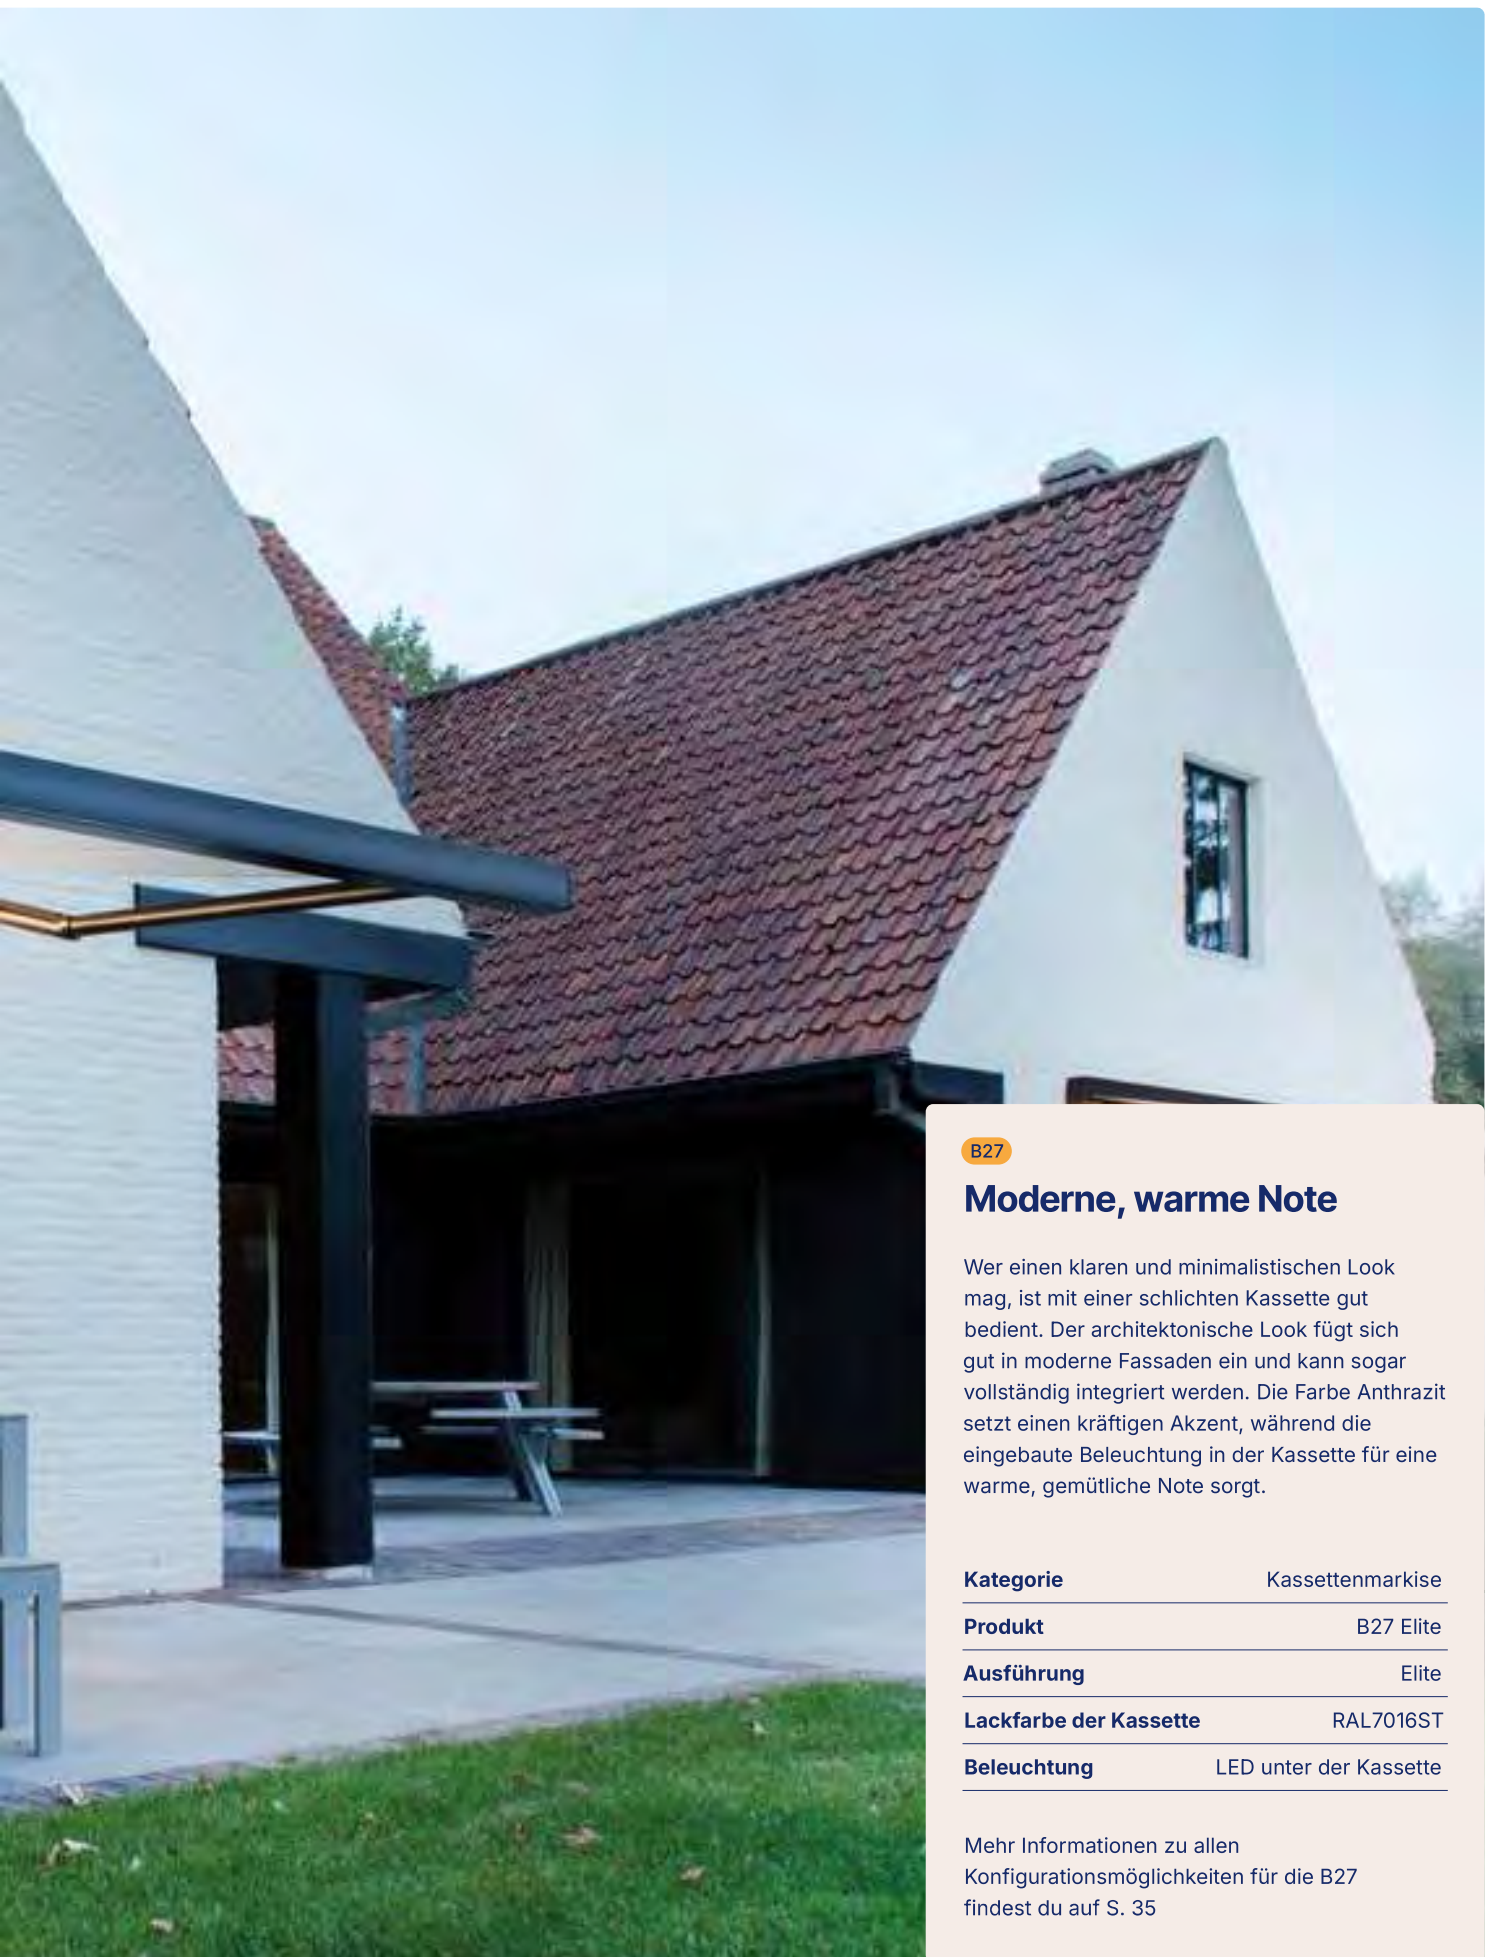 B27
Moderne, warme Note
Wer einen klaren und minimalistischen Look
mag, ist mit einer schlichten Kassette gut
bedient. Der architektonische Look fügt sich
gut in moderne Fassaden ein und kann sogar
vollständig integriert werden. Die Farbe Anthrazit
setzt einen kräftigen Akzent, während die
eingebaute Beleuchtung in der Kassette für eine
warme, gemütliche Note sorgt.
Kategorie Kassettenmarkise
Produkt B27 Elite
Ausführung Elite
Lackfarbe der Kassette RAL7016ST
Beleuchtung LED unter der Kassette
Mehr Informationen zu allen
Konfigurationsmöglichkeiten für die B27
findest du auf S. 35